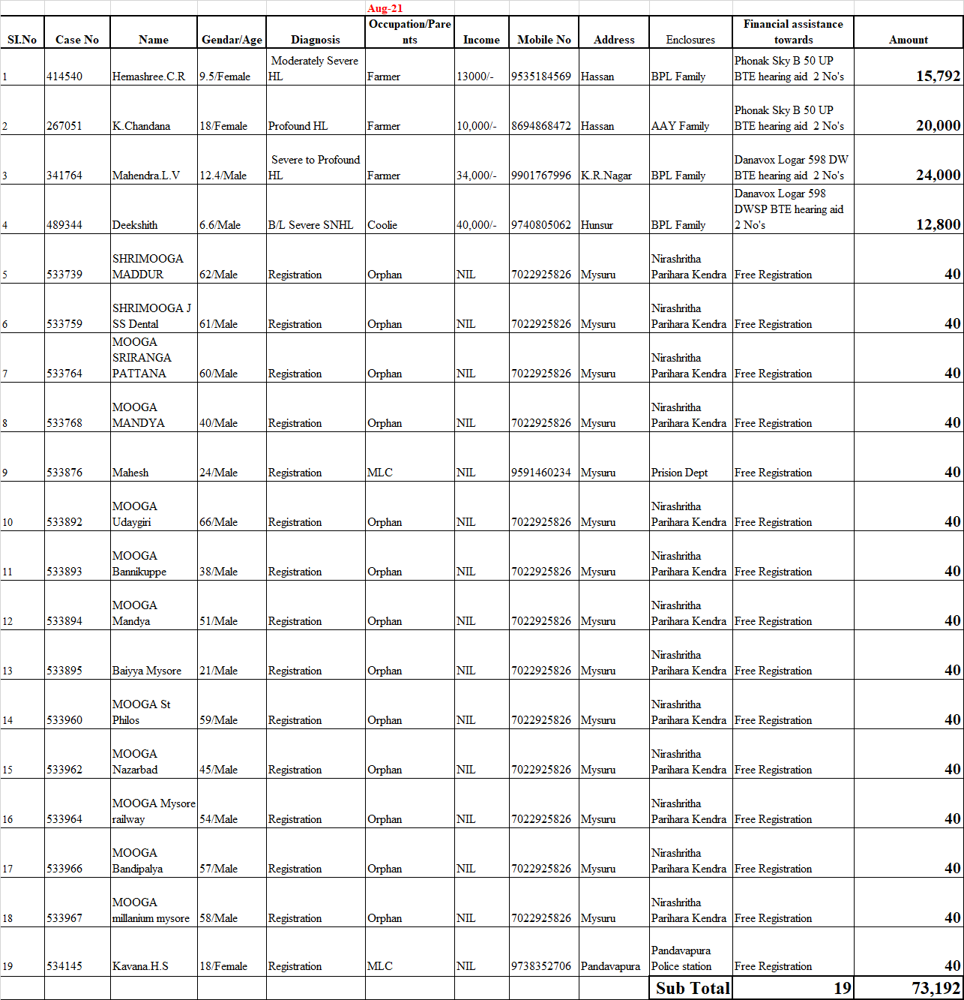 Aug-21
SI.No Case No Name Gendar/Age Diagnosis Occupation/Pare
nts Income Mobile No Address Enclosures Financial assistance
towards Amount
1 414540 Hemashree.C.R 9.5/Female Moderately Severe
HL Farmer 13000/- 9535184569 Hassan BPL Family Phonak Sky B 50 UP
BTE hearing aid 2 No's 15,792
2 267051 K.Chandana 18/Female Profound HL Farmer 10,000/- 8694868472 Hassan AAY Family Phonak Sky B 50 UP
BTE hearing aid 2 No's 20,000
3 341764 Mahendra.L.V 12.4/Male Severe to Profound
HL Farmer 34,000/- 9901767996 K.R.Nagar BPL Family Danavox Logar 598 DW
BTE hearing aid 2 No's 24,000
4 489344 Deekshith 6.6/Male B/L Severe SNHL Coolie 40,000/- 9740805062 Hunsur BPL Family Danavox Logar 598
DWSP BTE hearing aid
2 No's 12,800
5 533739 SHRIMOOGA
MADDUR 62/Male Registration Orphan NIL 7022925826 Mysuru Nirashritha
Parihara Kendra Free Registration 40
6 533759 SHRIMOOGA J
SS Dental 61/Male Registration Orphan NIL 7022925826 Mysuru Nirashritha
Parihara Kendra Free Registration 40
7 533764 MOOGA
SRIRANGA
PATTANA 60/Male Registration Orphan NIL 7022925826 Mysuru Nirashritha
Parihara Kendra Free Registration 40
8 533768 MOOGA
MANDYA 40/Male Registration Orphan NIL 7022925826 Mysuru Nirashritha
Parihara Kendra Free Registration 40
9 533876 Mahesh 24/Male Registration MLC NIL 9591460234 Mysuru Prision Dept Free Registration 40
10 533892 MOOGA
Udaygiri 66/Male Registration Orphan NIL 7022925826 Mysuru Nirashritha
Parihara Kendra Free Registration 40
11 533893 MOOGA
Bannikuppe 38/Male Registration Orphan NIL 7022925826 Mysuru Nirashritha
Parihara Kendra Free Registration 40
12 533894 MOOGA
Mandya 51/Male Registration Orphan NIL 7022925826 Mysuru Nirashritha
Parihara Kendra Free Registration 40
13 533895 Baiyya Mysore 21/Male Registration Orphan NIL 7022925826 Mysuru Nirashritha
Parihara Kendra Free Registration 40
14 533960 MOOGA St
Philos 59/Male Registration Orphan NIL 7022925826 Mysuru Nirashritha
Parihara Kendra Free Registration 40
15 533962 MOOGA
Nazarbad 45/Male Registration Orphan NIL 7022925826 Mysuru Nirashritha
Parihara Kendra Free Registration 40
16 533964 MOOGA Mysore
railway 54/Male Registration Orphan NIL 7022925826 Mysuru Nirashritha
Parihara Kendra Free Registration 40
17 533966 MOOGA
Bandipalya 57/Male Registration Orphan NIL 7022925826 Mysuru Nirashritha
Parihara Kendra Free Registration 40
18 533967 MOOGA
millanium mysore 58/Male Registration Orphan NIL 7022925826 Mysuru Nirashritha
Parihara Kendra Free Registration 40
19 534145 Kavana.H.S 18/Female Registration MLC NIL 9738352706 Pandavapura Pandavapura
Police station Free Registration 40
Sub Total 19 73,192